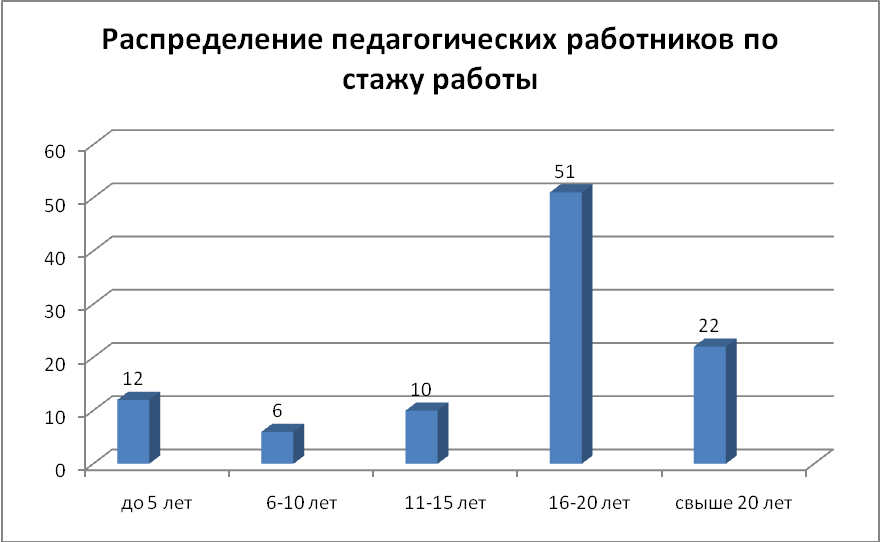 Распределение педагогических работников по
стажу работы
60
50
40
30
20
10
0
12
6
10
51
22
до 5 лет
6-10 лет
11-15 лет
16-20 лет
свыше 20 лет